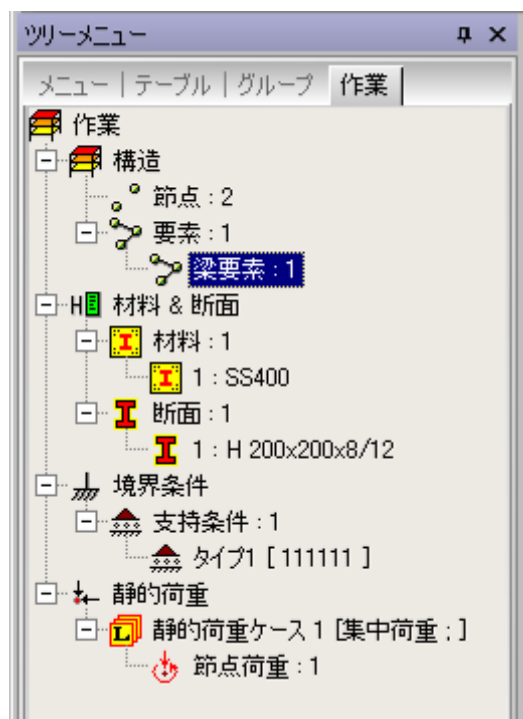 ツリーメニュー
メニュー | テーブル | グループ 作業
作業
構造
節点 : 2
要素 : 1
梁要素 : 1
材料 & 断面
材料 : 1
1 : SS400
断面 : 1
1 : H 200x200x8/12
境界条件
支持条件 : 1
タイプ1 [ 111111 ]
静的荷重
静的荷重ケース 1 [集中荷重 ; ]
節点荷重 : 1